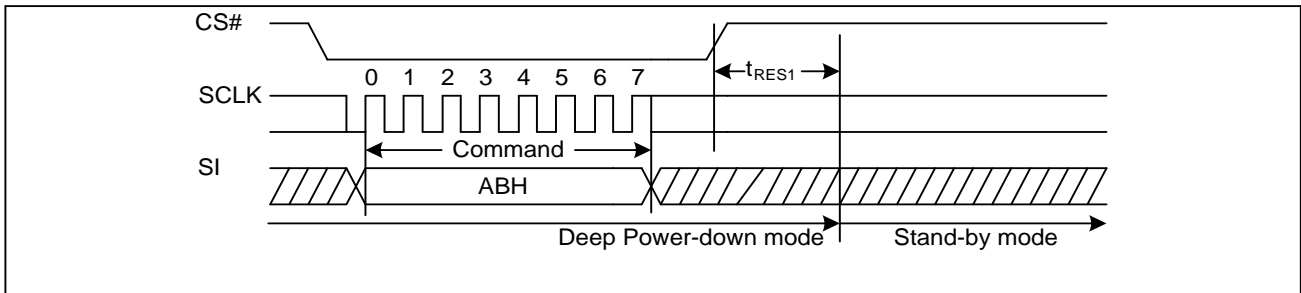 CS#
tRES1
0 1 2 3 4 5 6 7
SCLK
Command
SI
ABH
Deep Power-down mode Stand-by mode